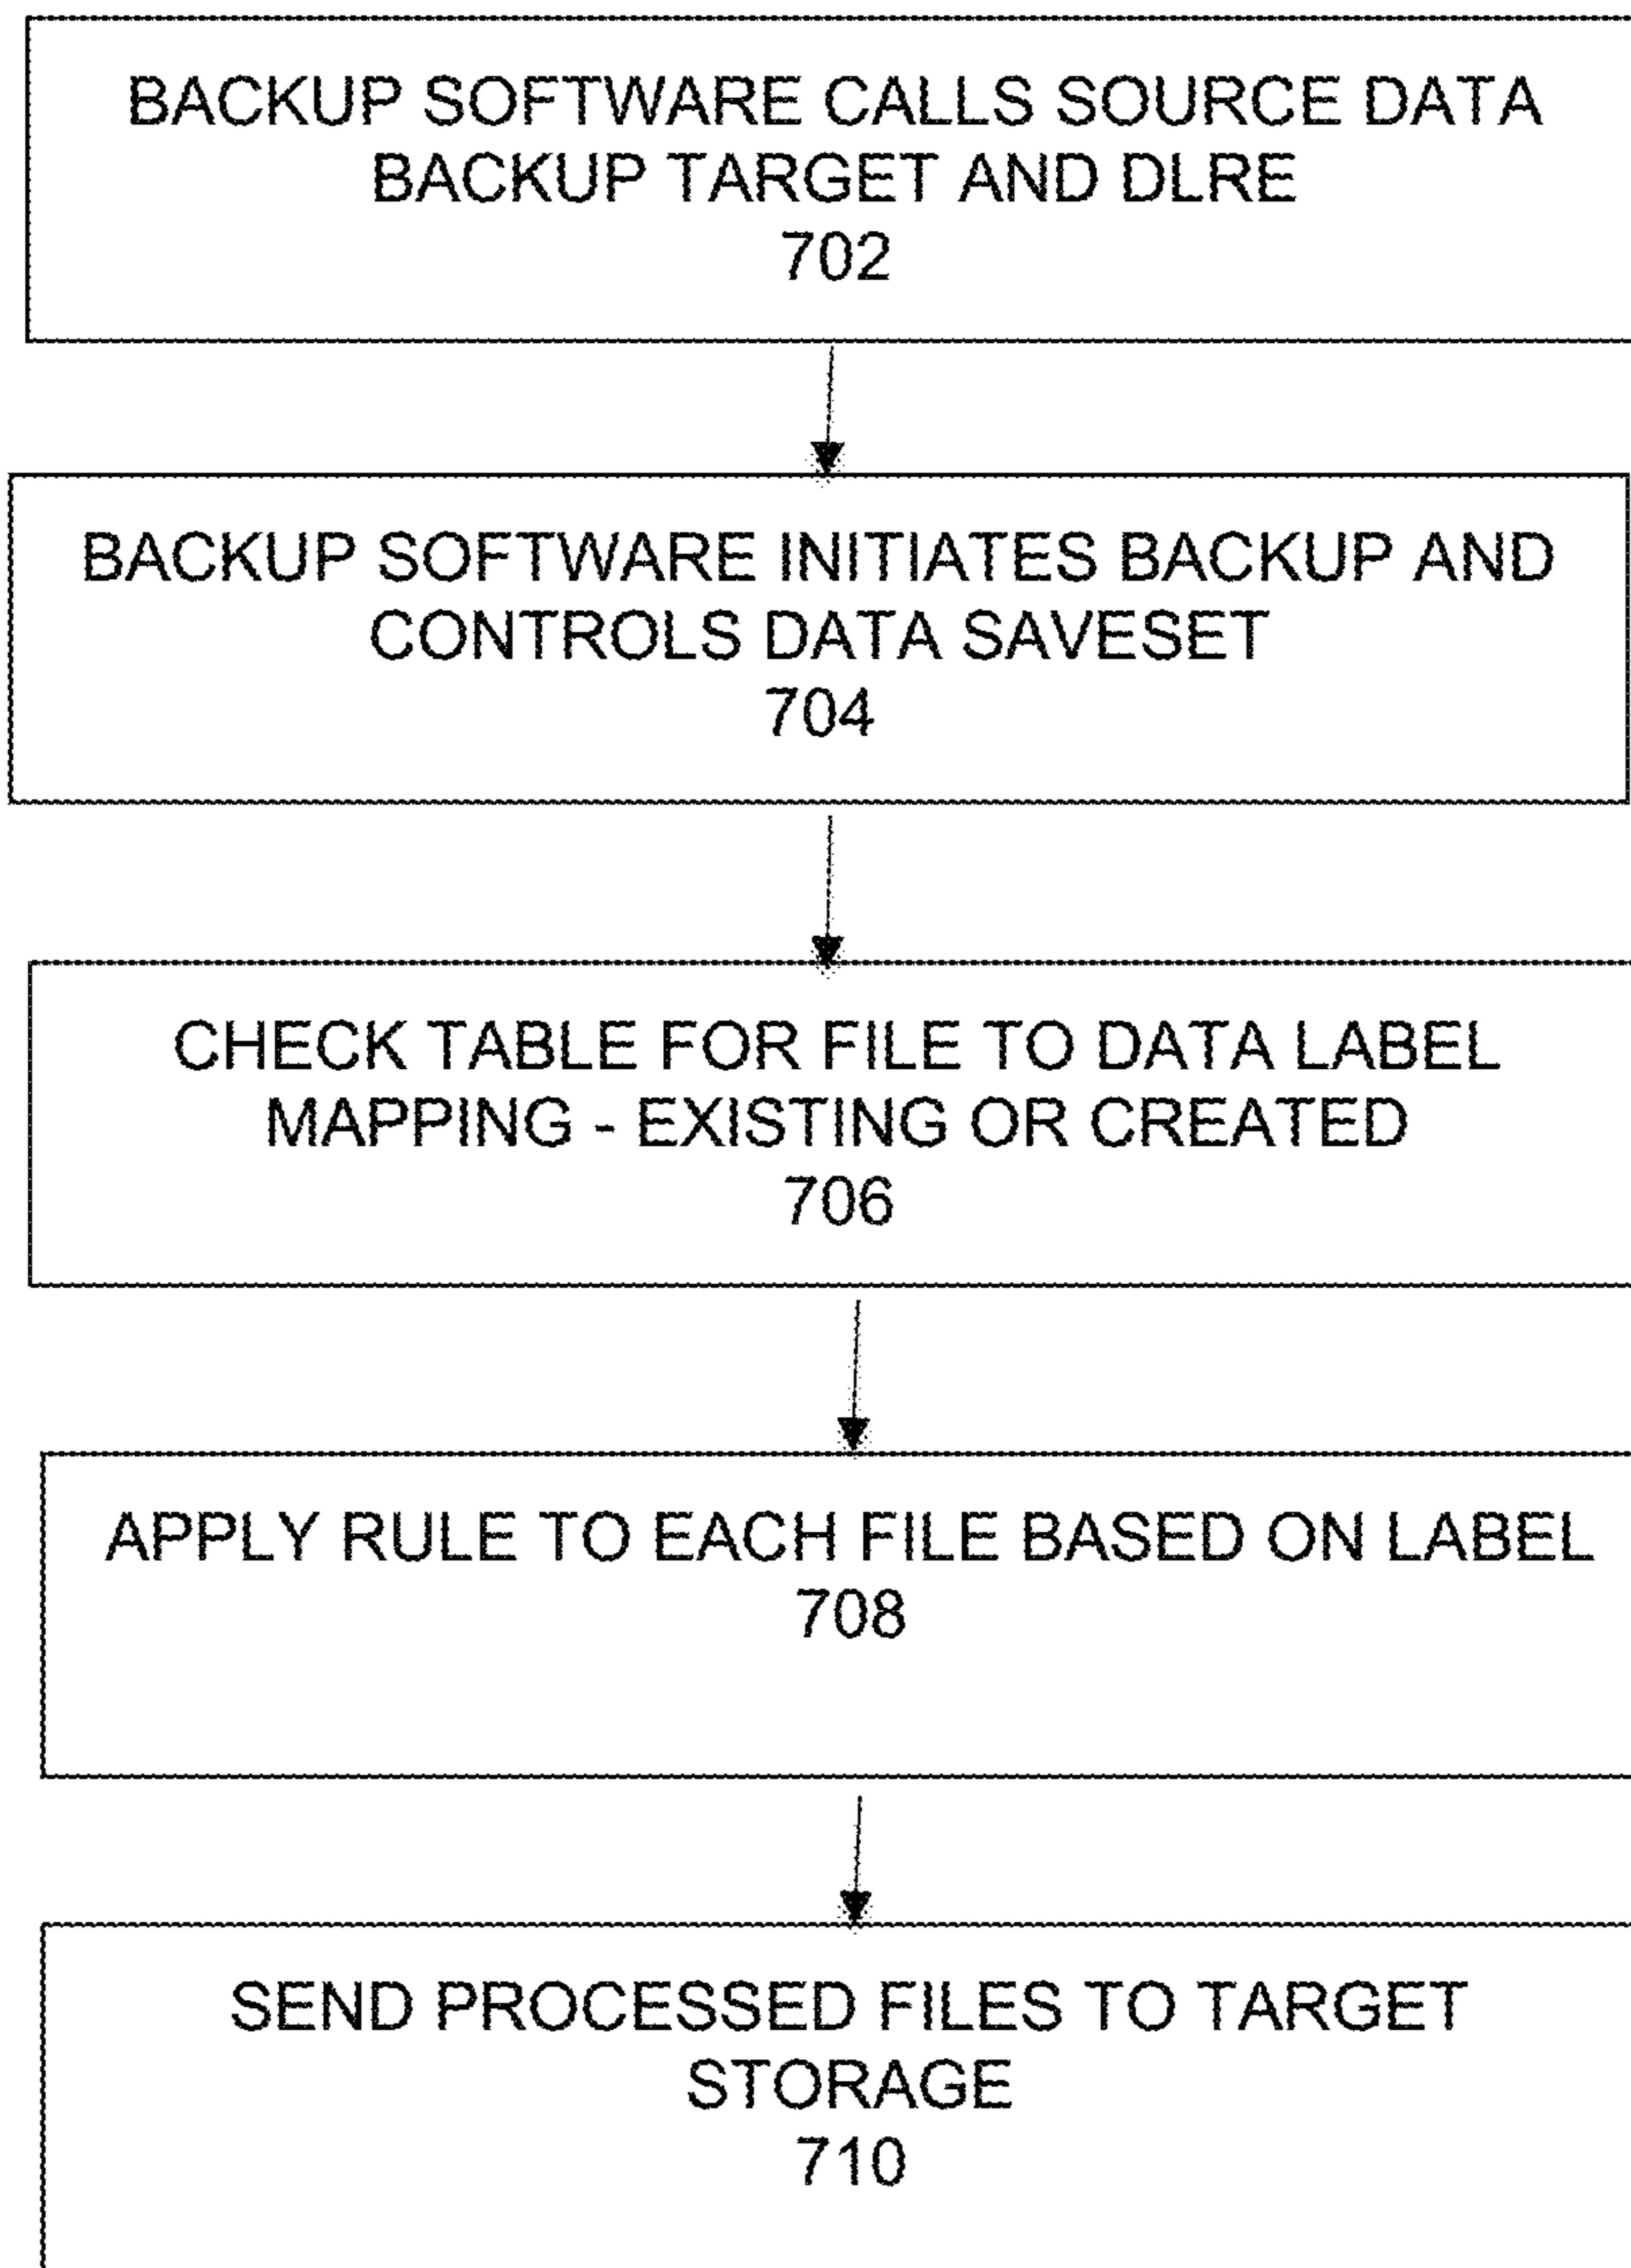 BACKUP SOFTWARE CALLS SOURCE DATA
BACKUP TARGET AND DLRE
702
BACKUP SOFTWARE INITIATES BACKUP AND
CONTROLS DATA SAVESET
704
CHECK TABLE FOR FILE TO DATA LABEL
MAPPING - EXISTING OR CREATED
706
APPLY RULE TO EACH FILE BASED ON LABEL
708
SEND PROCESSED FILES TO TARGET
STORAGE
710